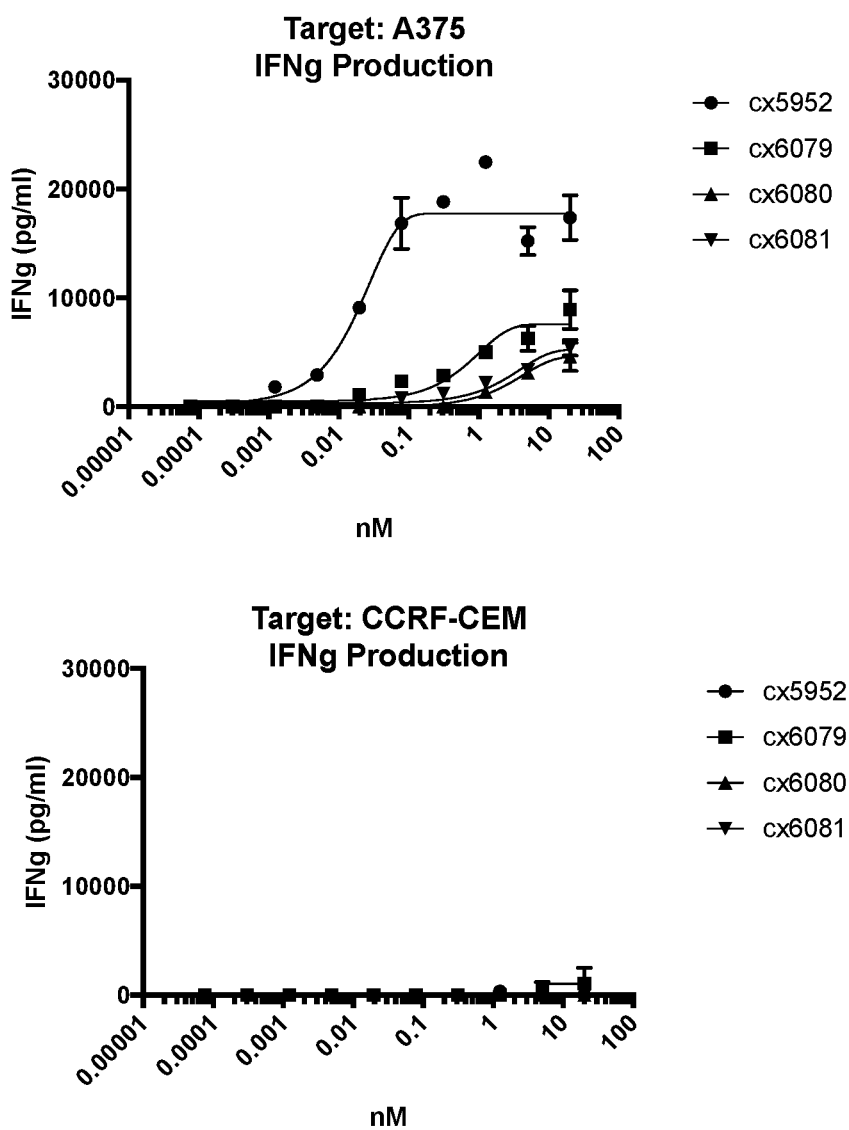 Target: A375
IFNg Production
30000
20000
10000
0
IFNg (pg/ml)
0.00001
0.0001
0.001
0.01
0.1
1
10
100
nM
cx5952
cx6079
cx6080
cx6081
Target: CCRF-CEM
IFNg Production
30000
20000
10000
0
IFNg (pg/ml)
0.00001
0.0001
0.001
0.01
0.1
1
10
100
nM
cx5952
cx6079
cx6080
cx6081